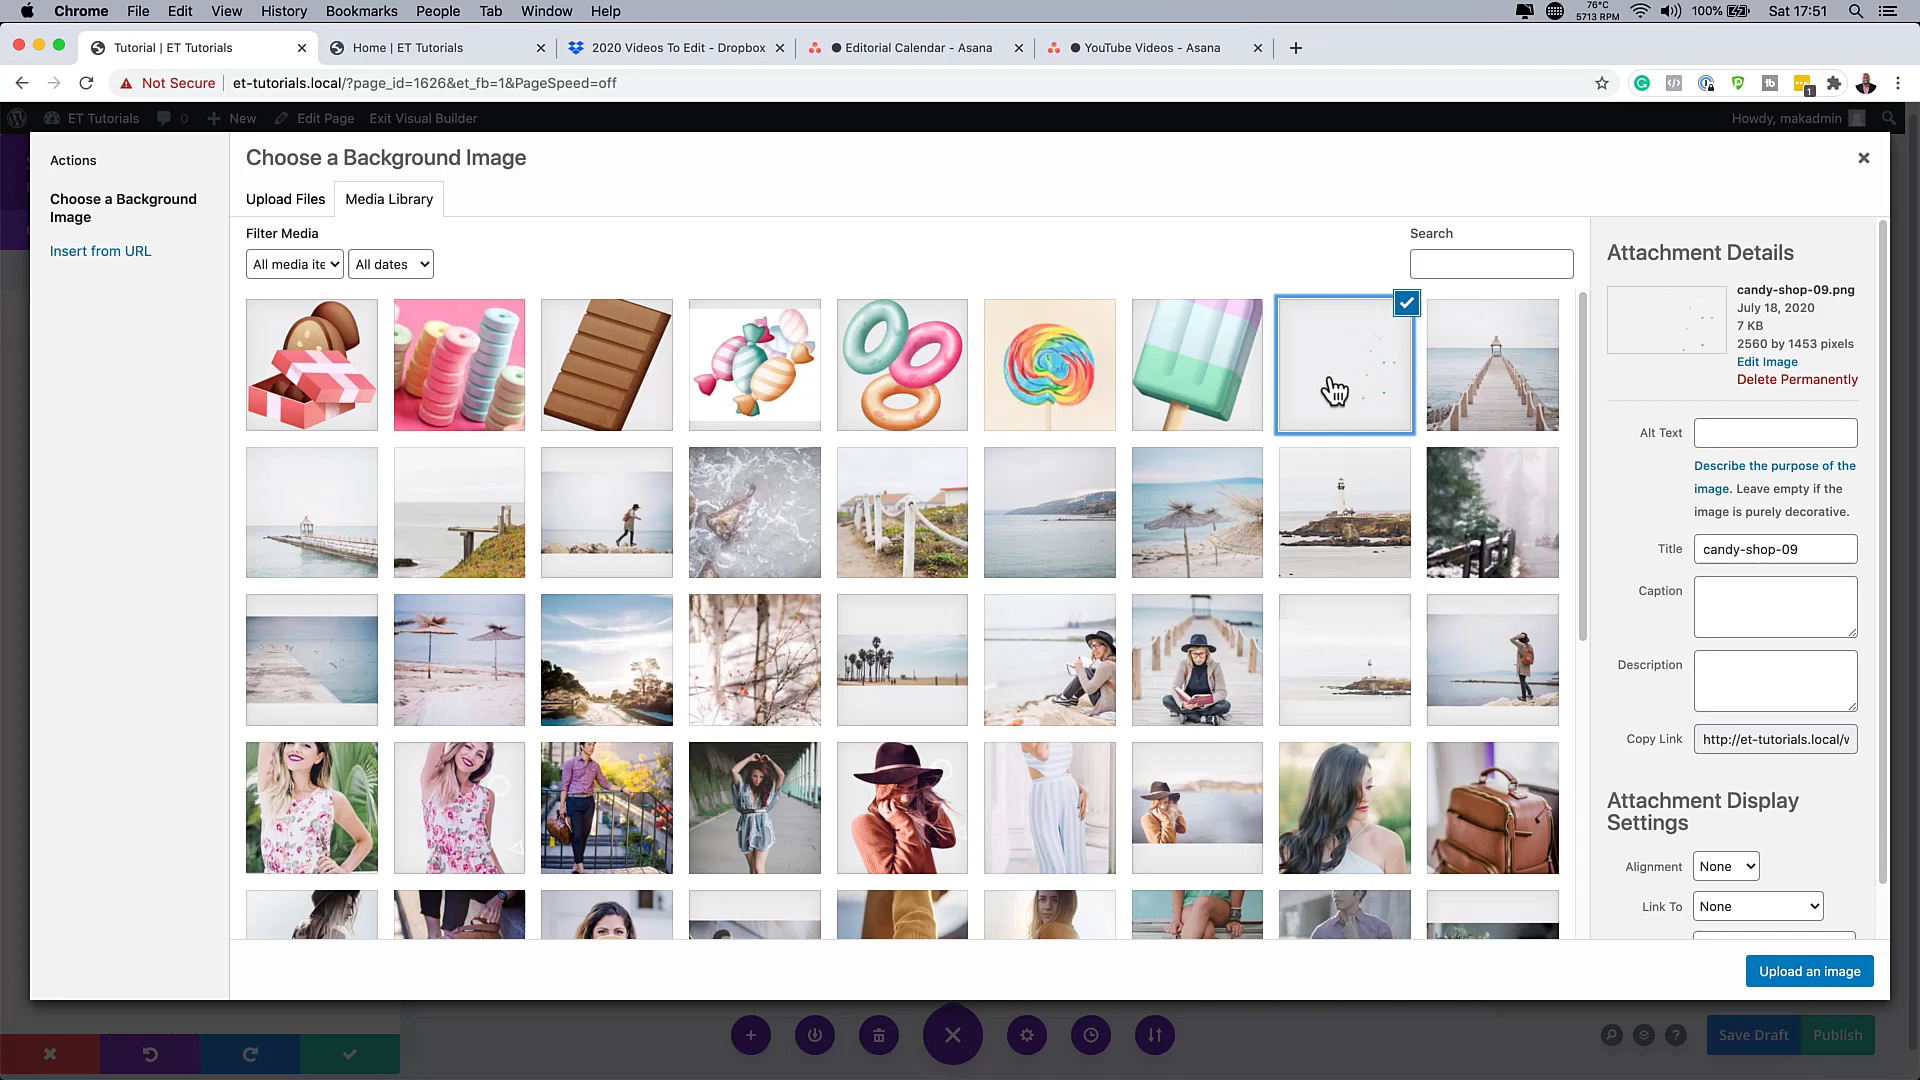 Chrome File Edit View History Bookmarks People Tab Window Help 76°C 5713 RPM 100% Sat 17:51
Tutorial | ET Tutorials Home | ET Tutorials 2020 Videos To Edit - Dropbox Editorial Calendar - Asana YouTube Videos - Asana
Not Secure et-tutorials.local/?page_id=1626&et_fb=1&PageSpeed=off 1
ET Tutorials 0 New Edit Page Exit Visual Builder Howdy, makadmin
Actions
Choose a Background
Image
Insert from URL
Choose a Background Image
Upload Files Media Library
Filter Media
All media ite All dates
Search
Attachment Details
candy-shop-09.png
July 18, 2020
7 KB
2560 by 1453 pixels
Edit Image
Delete Permanently
Alt Text
Describe the purpose of the
image. Leave empty if the
image is purely decorative.
Title candy-shop-09
Caption
Description
Copy Link http://et-tutorials.local/
Attachment Display
Settings
Alignment None
Link To None
Upload an image
Save Draft Publish